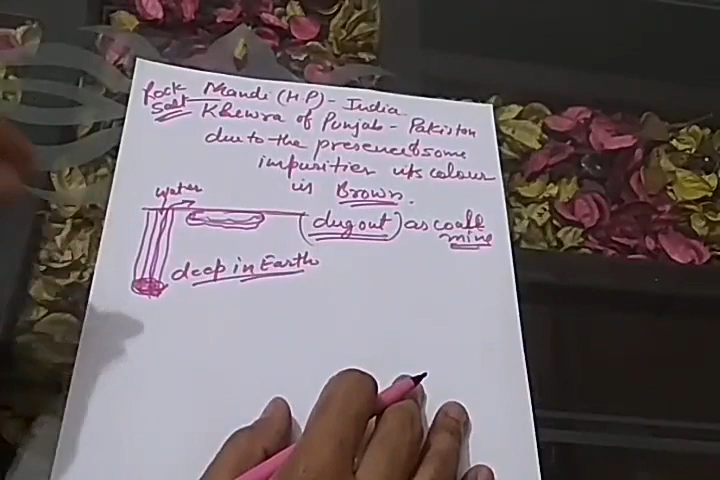 Rock Mandi (H.P) - India
Salt Khewra of Punjab - Pakistan
due to the presence of some
impurities its colour
is Brown.
water
(dug out) as coal
mine
deep in Earth